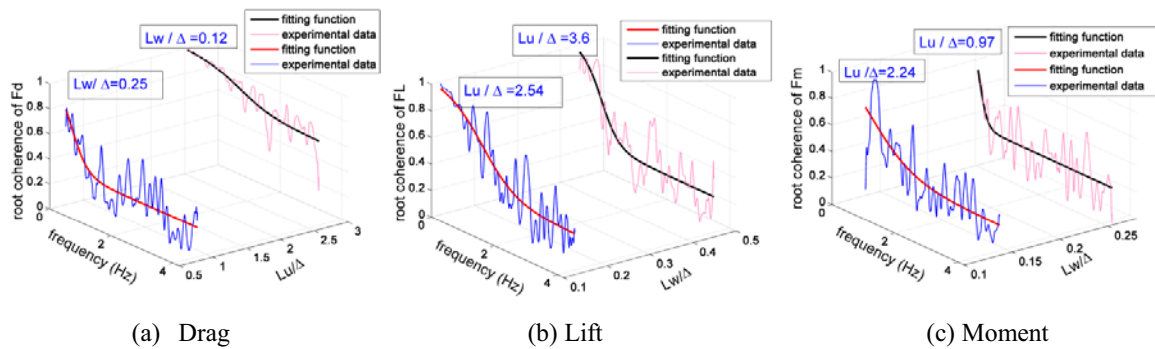 fitting function
experimental data
fitting function
experimental data
Lw / Δ =0.12
Lw/ Δ=0.25
root coherence of Fd
1
0.8
0.6
0.4
0.2
0
0
2
4
frequency (Hz)
0.5
1
1.5
2
2.5
3
Lu/Δ
(a) Drag
fitting function
experimental data
fitting function
experimental data
Lu / Δ =3.6
Lu / Δ =2.54
root coherence of FL
1
0.8
0.6
0.4
0.2
0
0
2
4
frequency (Hz)
0.1
0.2
0.3
0.4
0.5
Lw/Δ
(b) Lift
fitting function
experimental data
fitting function
experimental data
Lu / Δ=0.97
Lu /Δ=2.24
root coherence of Fm
1
0.8
0.6
0.4
0.2
0
0
2
4
frequency (Hz)
0.1
0.15
0.2
0.25
Lw/Δ
(c) Moment